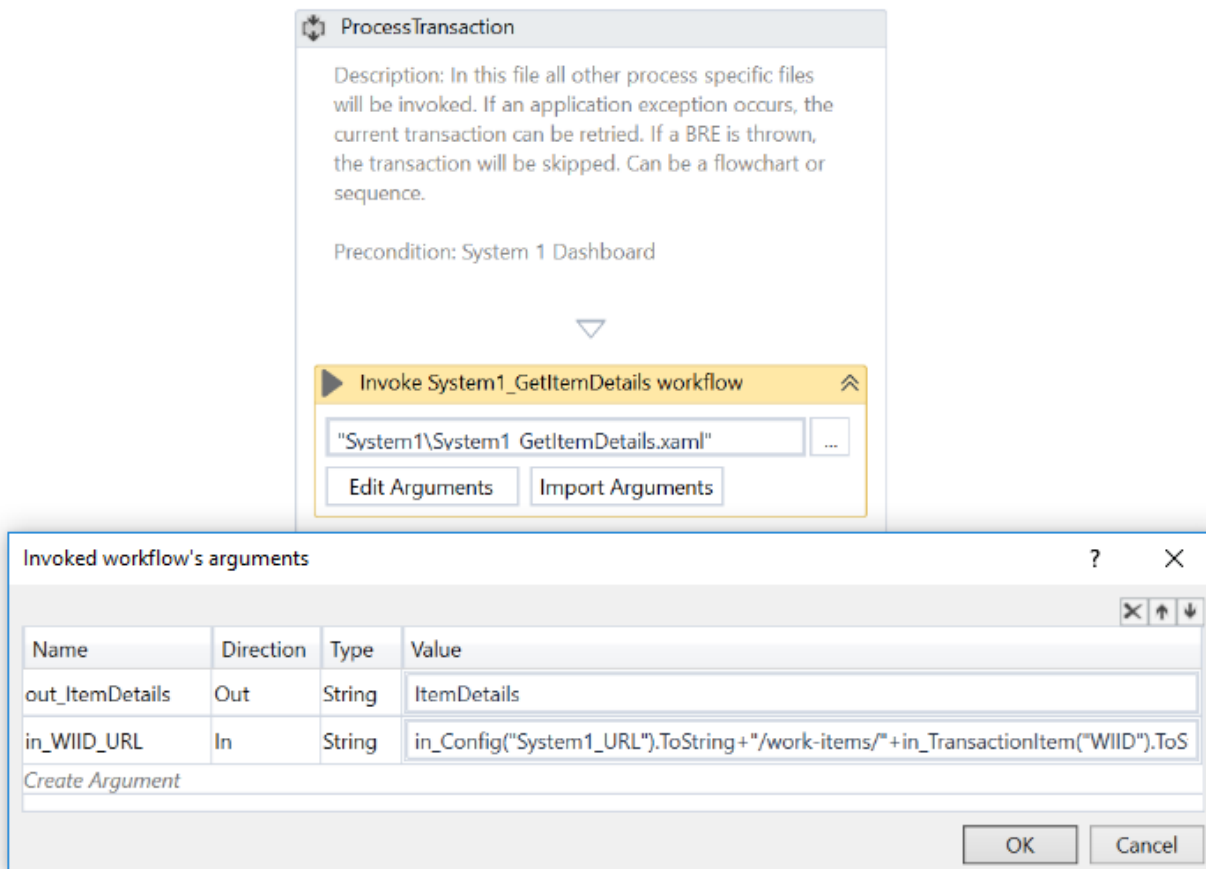 ProcessTransaction
Description: In this file all other process specific files
will be invoked. If an application exception occurs, the
current transaction can be retried. If a BRE is thrown,
the transaction will be skipped. Can be a flowchart or
sequence.
Precondition: System 1 Dashboard
Invoke System1_GetItemDetails workflow
"System1\System1_GetItemDetails.xaml"
...
Edit Arguments Import Arguments
Invoked workflow's arguments ?
Name Direction Type Value
out_ItemDetails Out String ItemDetails
in_WIID_URL In String in_Config("System1_URL").ToString+"/work-items/"+in_TransactionItem("WIID").ToS
Create Argument
OK Cancel